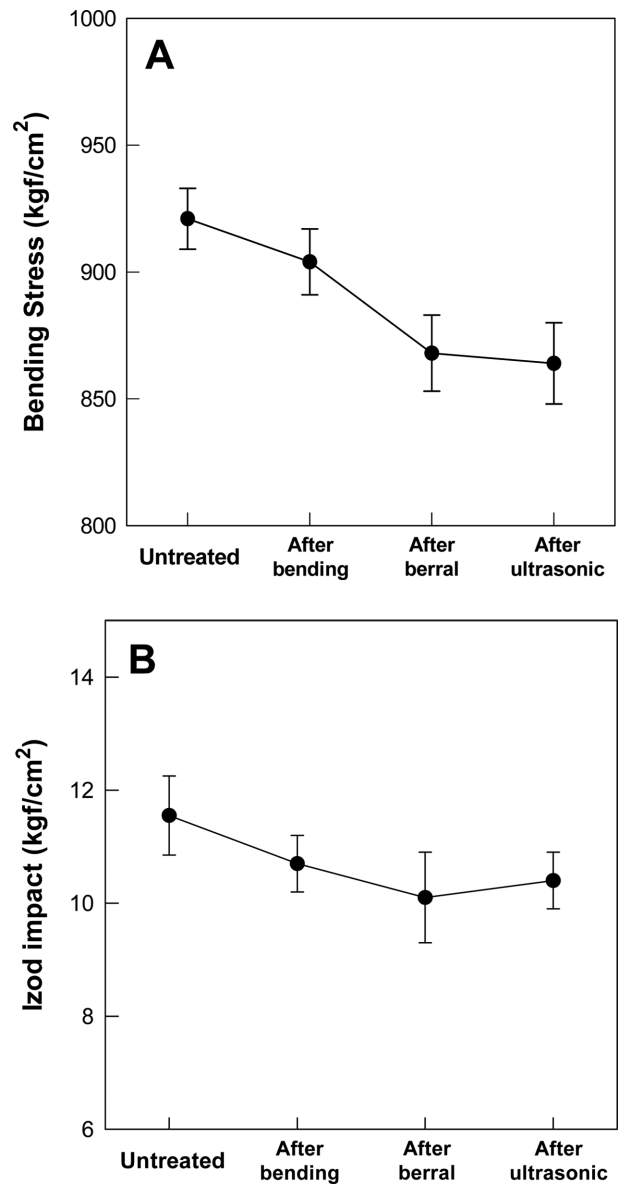 A
Bending Stress (kgf/cm²)
1000
950
900
850
800
Untreated
After
bending
After
berral
After
ultrasonic
B
Izod impact (kgf/cm²)
14
12
10
8
6
Untreated
After
bending
After
berral
After
ultrasonic